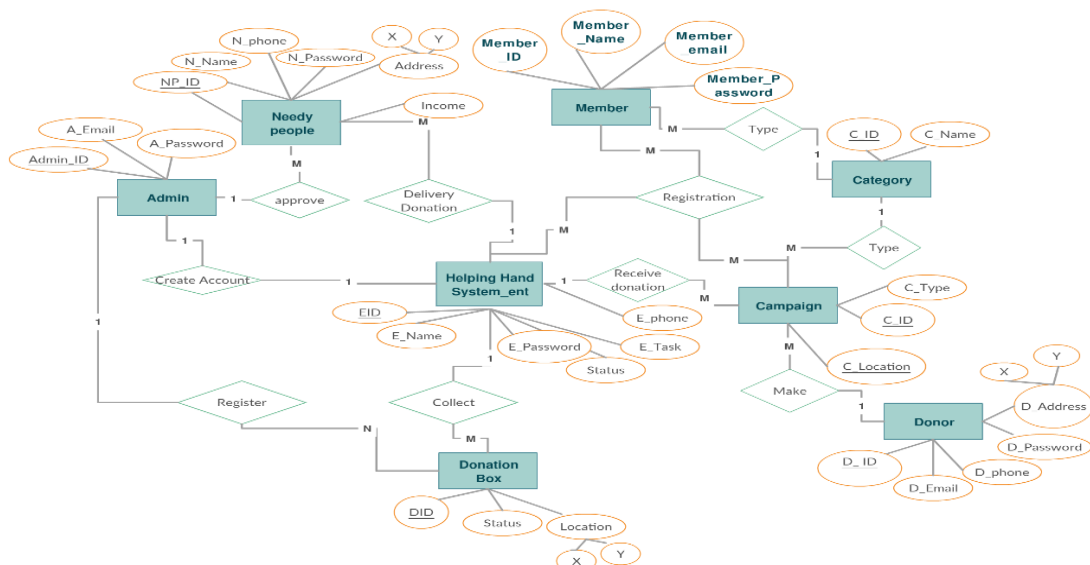 X
Y
N_phone
N_Name
N_Password
Address
NP_ID
Income
Needy
people
A_Email
A_Password
Admin_ID
Admin
1
approve
M
M
Delivery
Donation
1
Member
_ID
Member
_Name
Member
_email
Member_P
assword
Member
M
Type
1
C_ID
C_Name
Category
1
Type
M
M
Registration
M
M
1
Create Account
1
Helping Hand
System_ent
1
Receive
donation
M
Campaign
C_Type
C_ID
C_Location
EID
E_Name
E_Password
Status
E_Task
E_phone
1
Collect
M
1
Register
N
Donation
Box
DID
Status
Location
X
Y
M
Make
1
Donor
X
Y
D_Address
D_Password
D_phone
D_Email
D_ ID